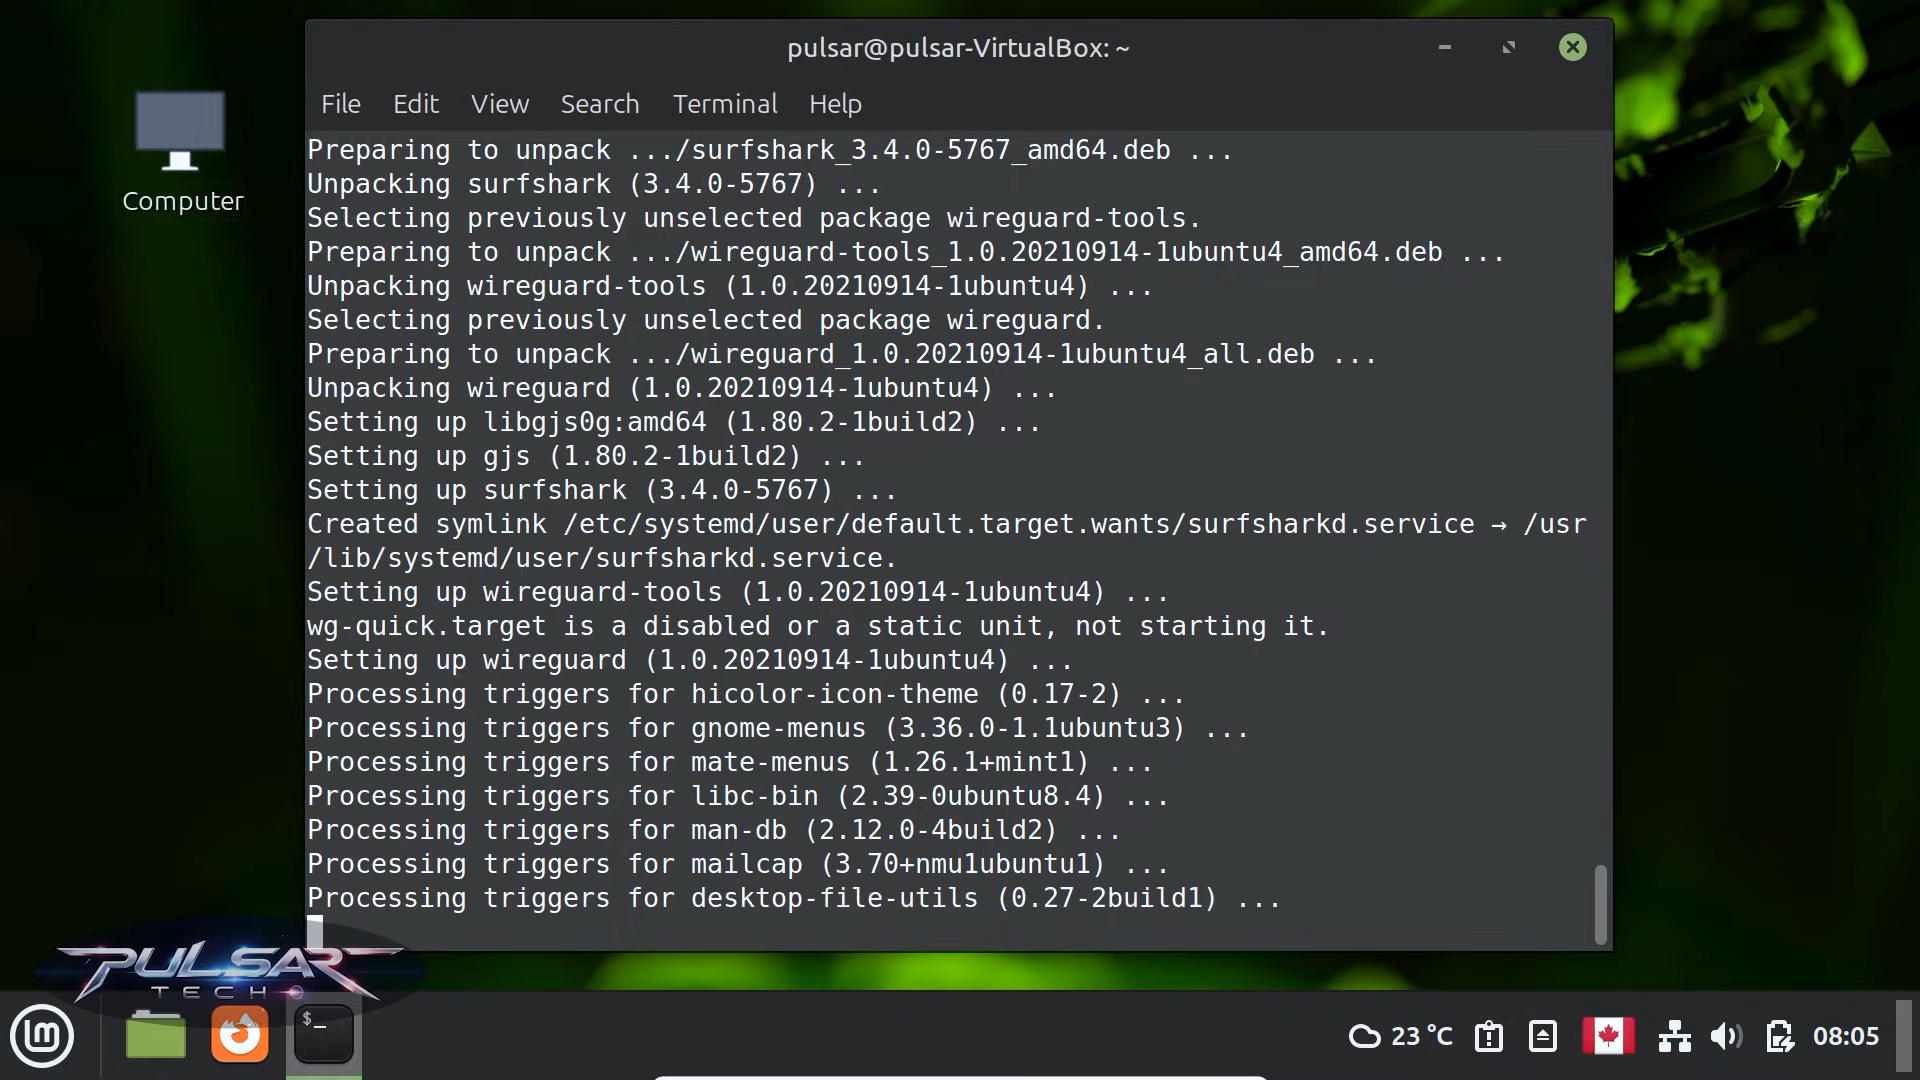 pulsar@pulsar-VirtualBox: ~
File Edit View Search Terminal Help
Computer
Preparing to unpack .../surfshark_3.4.0-5767_amd64.deb ...
Unpacking surfshark (3.4.0-5767) ...
Selecting previously unselected package wireguard-tools.
Preparing to unpack .../wireguard-tools_1.0.20210914-1ubuntu4_amd64.deb ...
Unpacking wireguard-tools (1.0.20210914-1ubuntu4) ...
Selecting previously unselected package wireguard.
Preparing to unpack .../wireguard_1.0.20210914-1ubuntu4_all.deb ...
Unpacking wireguard (1.0.20210914-1ubuntu4) ...
Setting up libgjs0g:amd64 (1.80.2-1build2) ...
Setting up gjs (1.80.2-1build2) ...
Setting up surfshark (3.4.0-5767) ...
Created symlink /etc/systemd/user/default.target.wants/surfsharkd.service → /usr
/lib/systemd/user/surfsharkd.service.
Setting up wireguard-tools (1.0.20210914-1ubuntu4) ...
wg-quick.target is a disabled or a static unit, not starting it.
Setting up wireguard (1.0.20210914-1ubuntu4) ...
Processing triggers for hicolor-icon-theme (0.17-2) ...
Processing triggers for gnome-menus (3.36.0-1.1ubuntu3) ...
Processing triggers for mate-menus (1.26.1+mint1) ...
Processing triggers for libc-bin (2.39-0ubuntu8.4) ...
Processing triggers for man-db (2.12.0-4build2) ...
Processing triggers for mailcap (3.70+nmu1ubuntu1) ...
Processing triggers for desktop-file-utils (0.27-2build1) ...
PULSAR
TECH
$_
23 °C
08:05